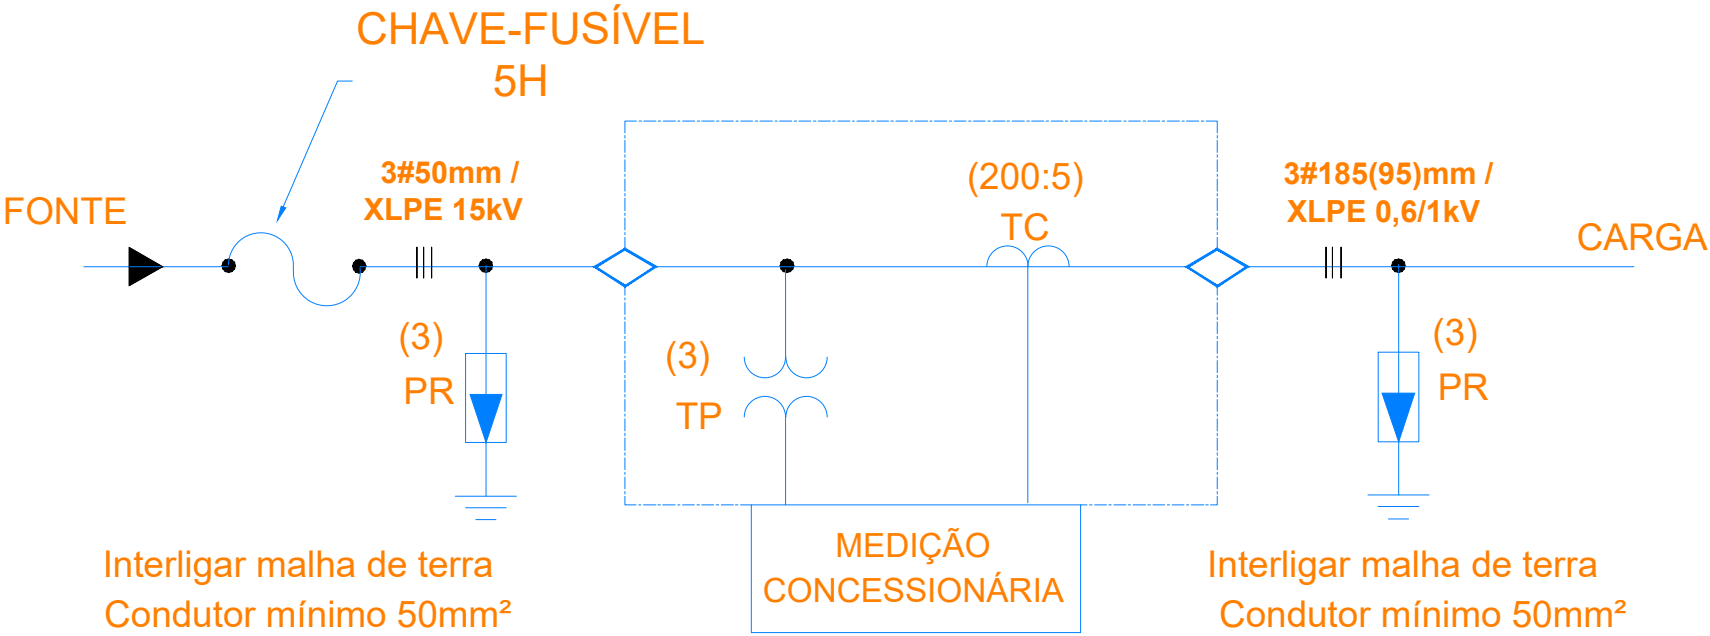 CHAVE-FUSÍVEL
5H
FONTE
3#50mm /
XLPE 15kV
(200:5)
TC
3#185(95)mm /
XLPE 0,6/1kV
CARGA
(3)
PR
(3)
TP
(3)
PR
Interligar malha de terra
Condutor mínimo 50mm²
MEDIÇÃO
CONCESSIONÁRIA
Interligar malha de terra
Condutor mínimo 50mm²